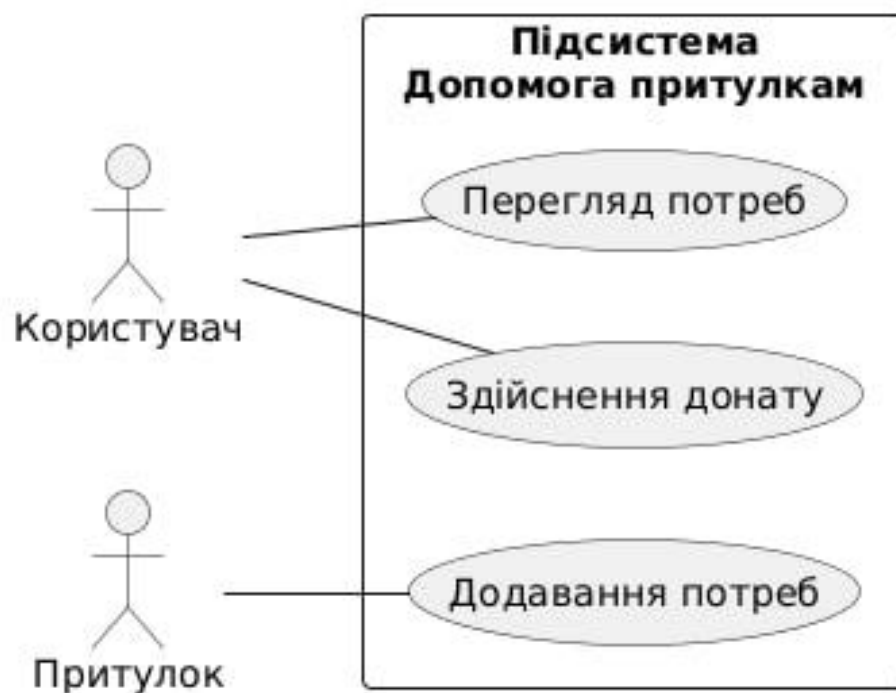 Підсистема
Допомога притулкам
Перегляд потреб
Користувач
Здійснення донату
Додавання потреб
Притулок